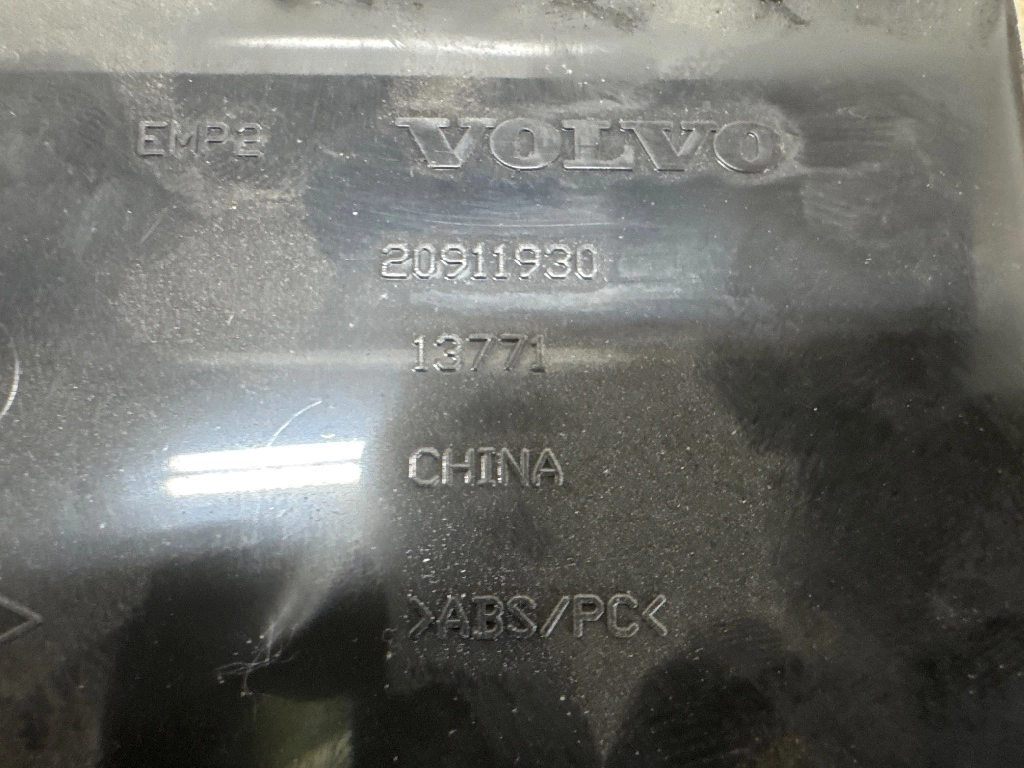 EMP2 VOLVO
20911930
13771
CHINA
>ABS/PC<